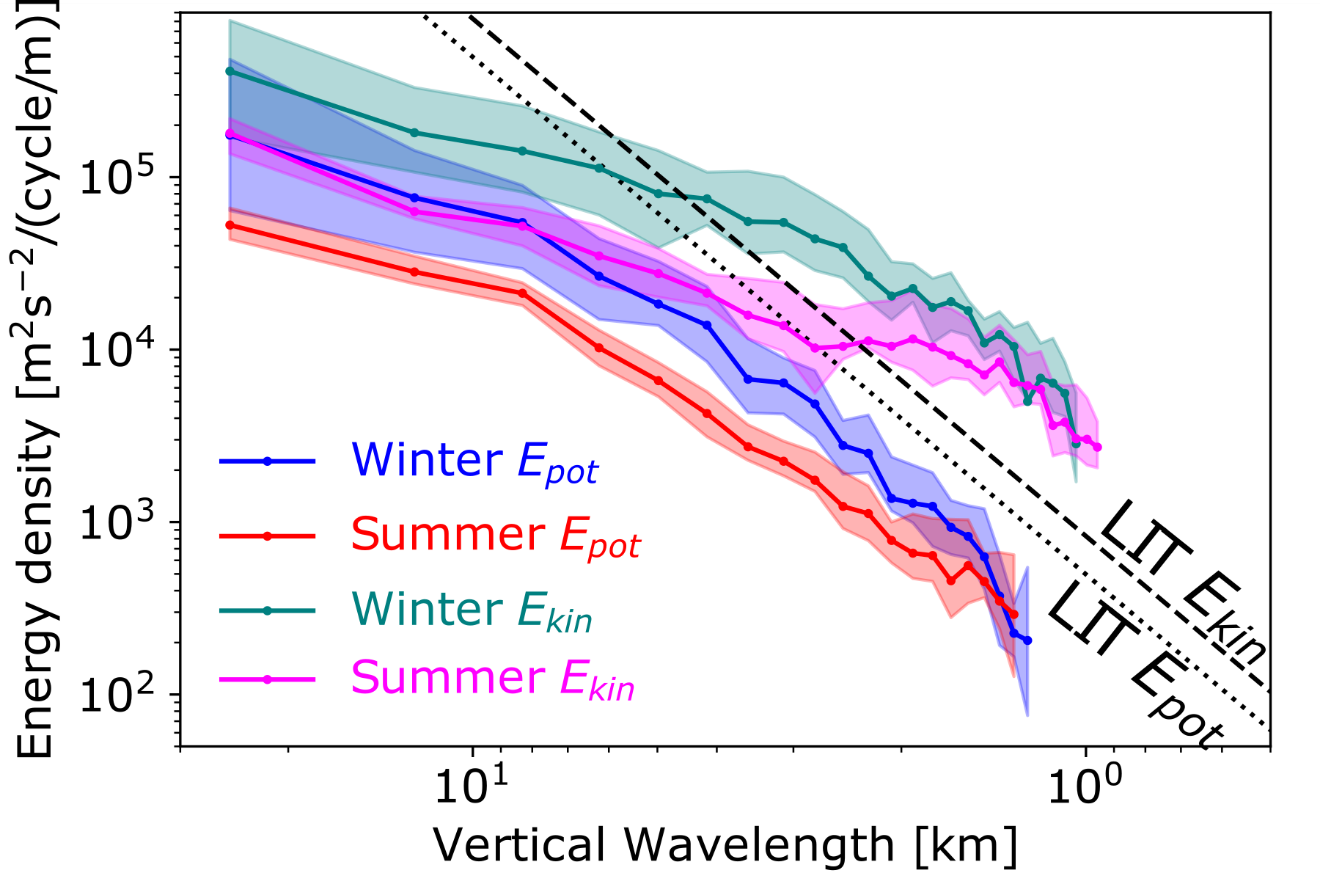 Energy density [m²s⁻²/(cycle/m)]
10⁵
10⁴
10³
10²
Winter E_pot
Summer E_pot
Winter E_kin
Summer E_kin
LIT E_kin
LIT E_pot
10¹
10⁰
Vertical Wavelength [km]